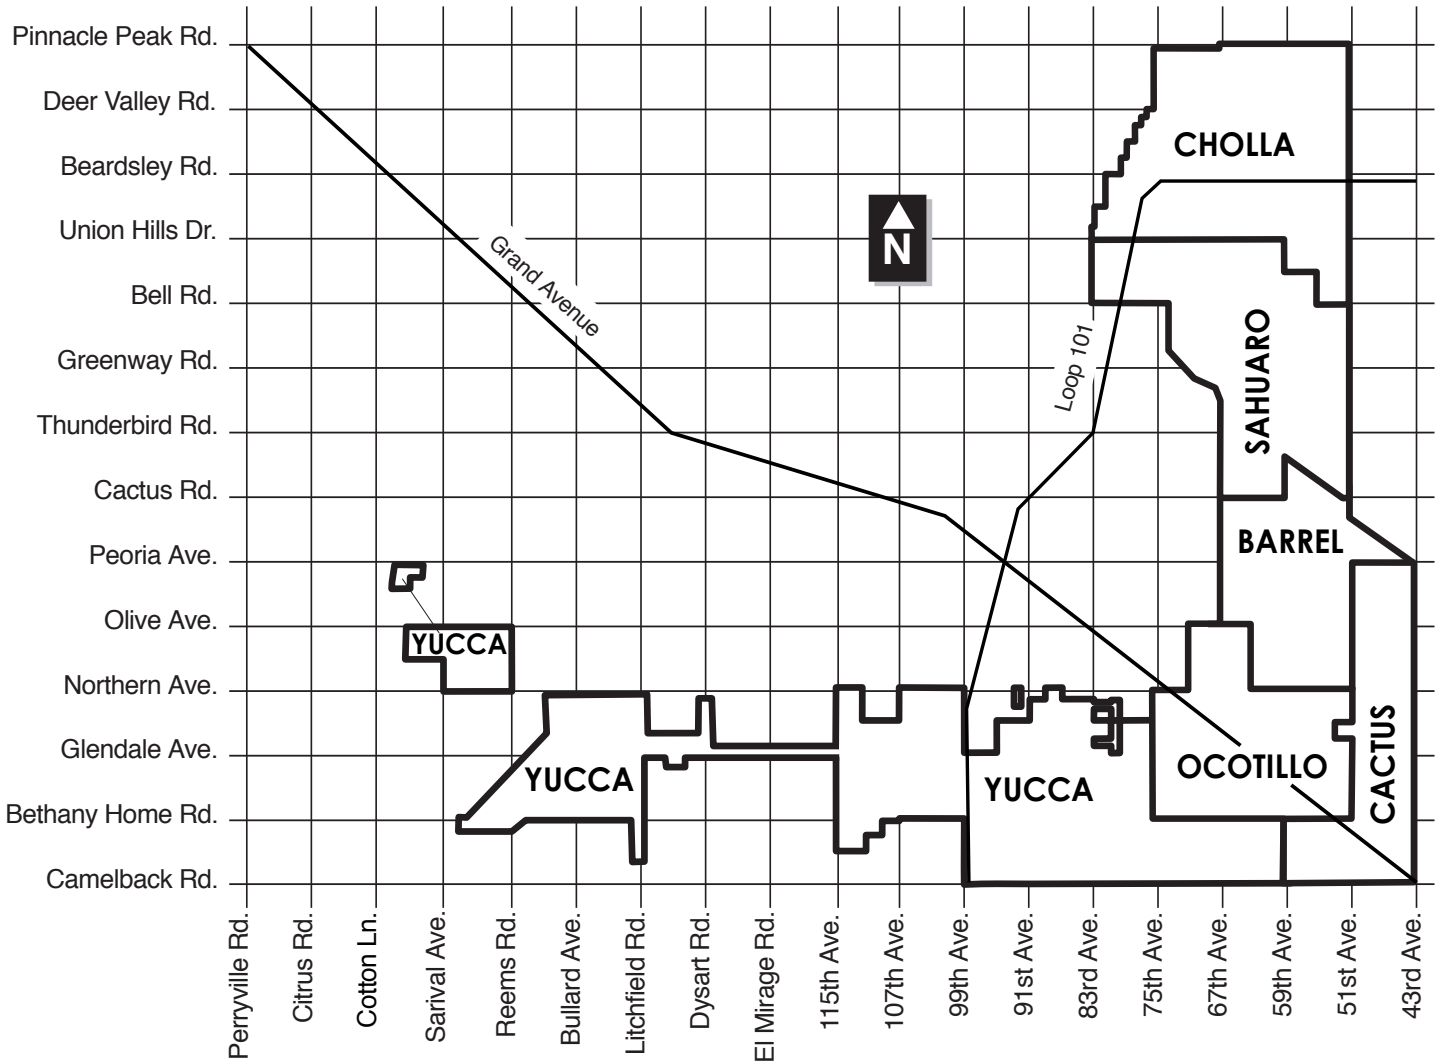 Pinnacle Peak Rd.
Deer Valley Rd.
Beardsley Rd.
Union Hills Dr.
Bell Rd.
Greenway Rd.
Thunderbird Rd.
Cactus Rd.
Peoria Ave.
Olive Ave.
Northern Ave.
Glendale Ave.
Bethany Home Rd.
Camelback Rd.
CHOLLA
N
Grand Avenue
Loop 101
SAHUARO
BARREL
YUCCA
YUCCA
YUCCA
OCOTILLO
CACTUS
Perryville Rd.
Citrus Rd.
Cotton Ln.
Sarival Ave.
Reems Rd.
Bullard Ave.
Litchfield Rd.
Dysart Rd.
El Mirage Rd.
115th Ave.
107th Ave.
99th Ave.
91st Ave.
83rd Ave.
75th Ave.
67th Ave.
59th Ave.
51st Ave.
43rd Ave.